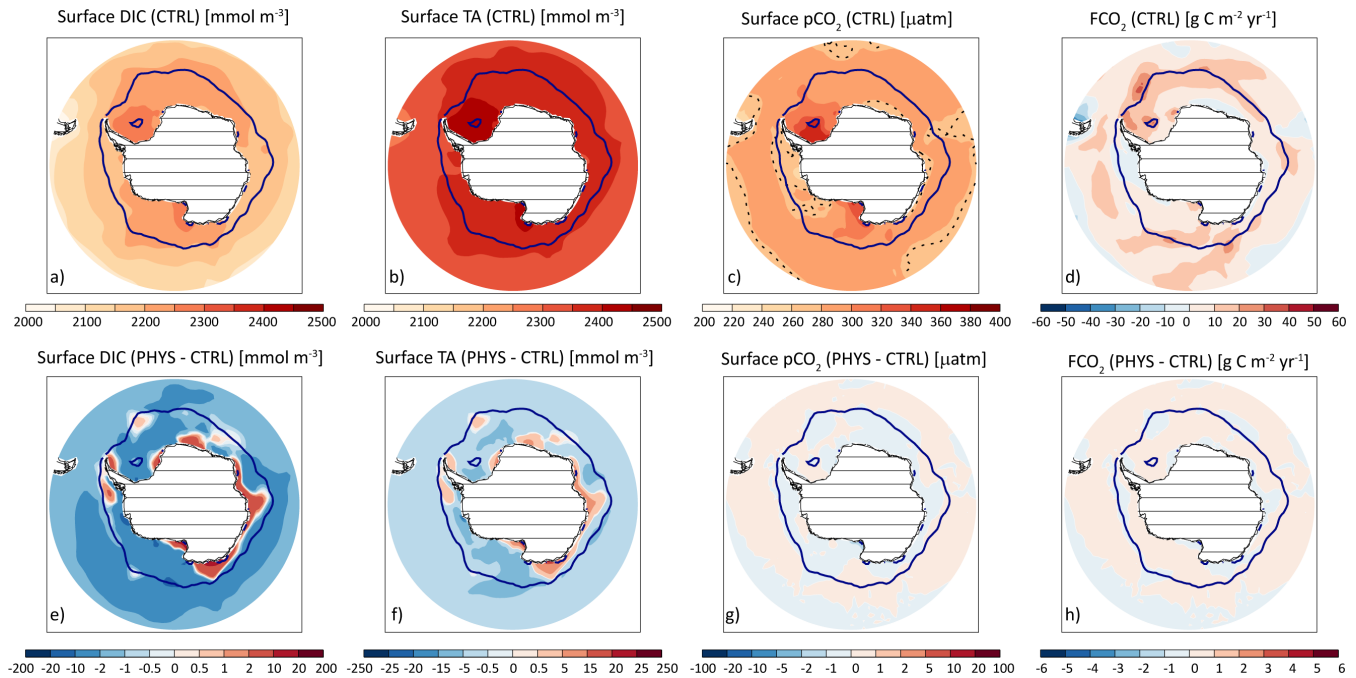 Surface DIC (CTRL) [mmol m⁻³]
Surface TA (CTRL) [mmol m⁻³]
Surface pCO₂ (CTRL) [μatm]
FCO₂ (CTRL) [g C m⁻² yr⁻¹]
a)
b)
c)
d)
2000 2100 2200 2300 2400 2500
2000 2100 2200 2300 2400 2500
200 220 240 260 280 300 320 340 360 380 400
-60 -50 -40 -30 -20 -10 0 10 20 30 40 50 60
Surface DIC (PHYS - CTRL) [mmol m⁻³]
Surface TA (PHYS - CTRL) [mmol m⁻³]
Surface pCO₂ (PHYS - CTRL) [μatm]
FCO₂ (PHYS - CTRL) [g C m⁻² yr⁻¹]
e)
f)
g)
h)
-200 -20 -10 -2 -1 -0.5 0 0.5 1 2 10 20 200
-250 -25 -15 -5 -1 -0.5 0 0.5 5 15 25 250
-100 -20 -10 -5 -2 -1 0 1 2 5 10 20 100
-6 -5 -4 -3 -2 -1 0 1 2 3 4 5 6